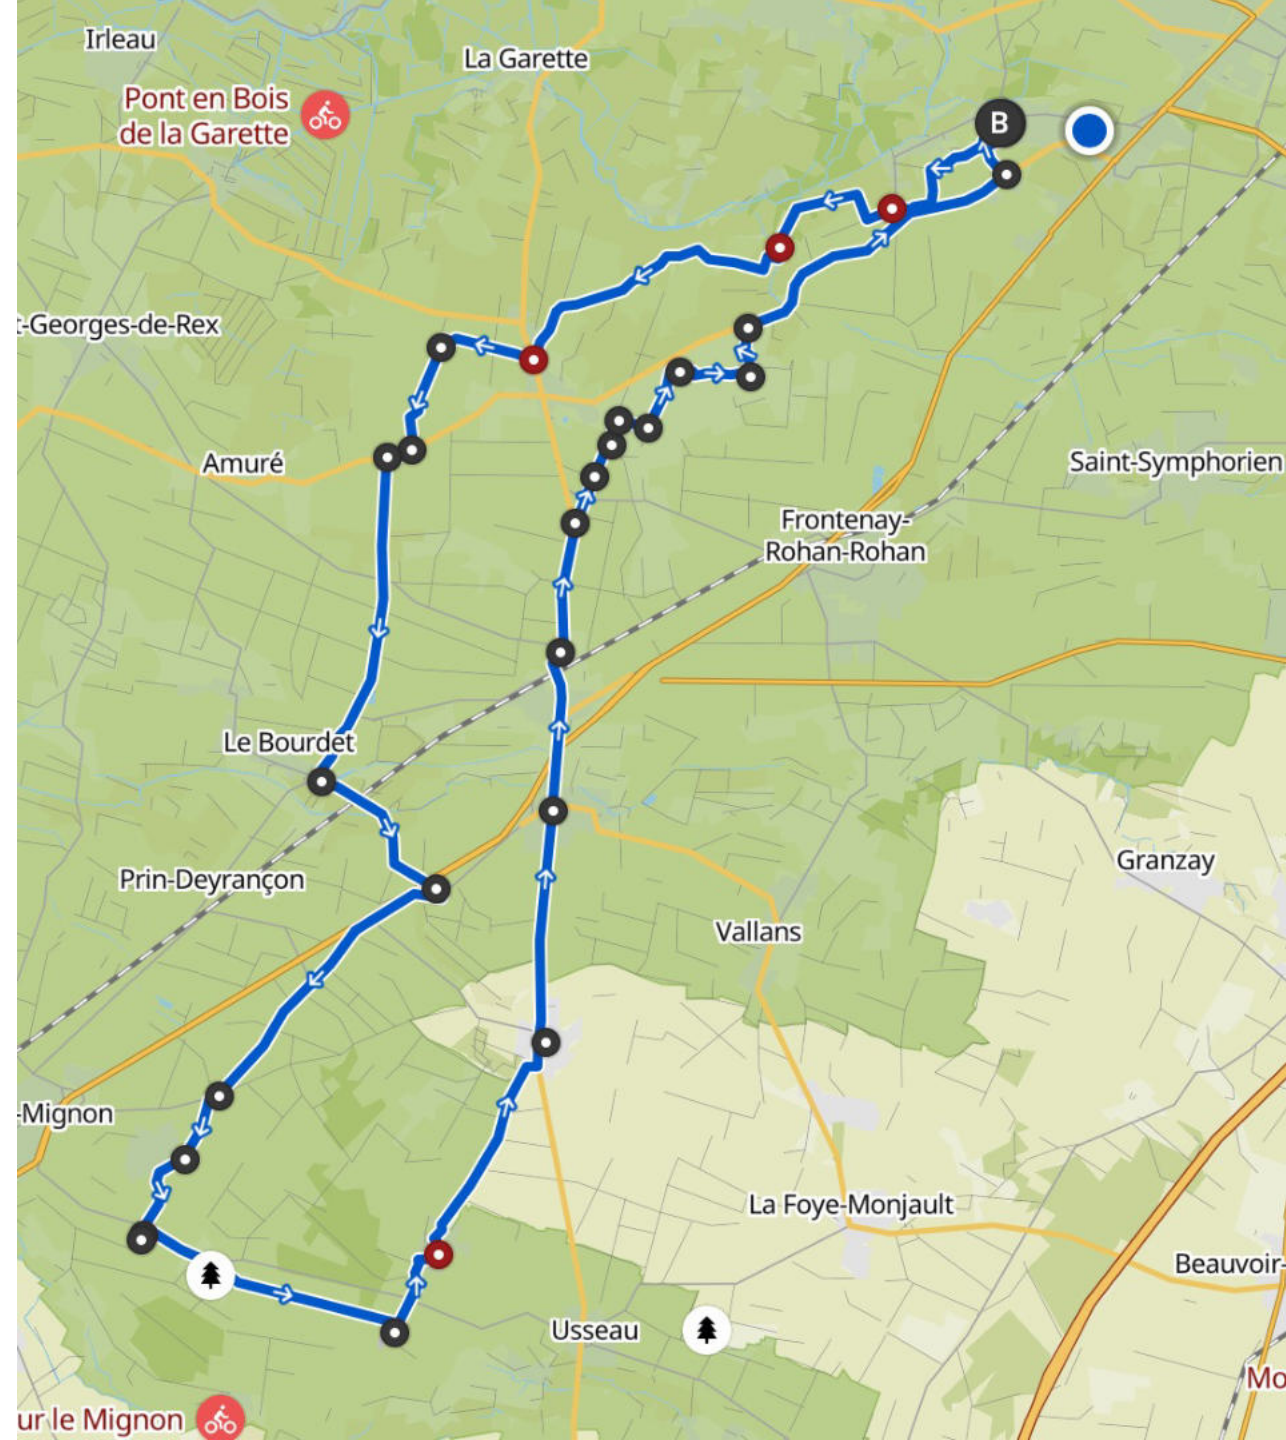 Irleau
La Garette
Pont en Bois
de la Garette
B
t-Georges-de-Rex
Amuré
Saint-Symphorien
Frontenay-
Rohan-Rohan
Le Bourdet
Prin-Deyrançon
Granzay
Vallans
-Mignon
La Foye-Monjault
Beauvoir-
Usseau
Mo
ur le Mignon